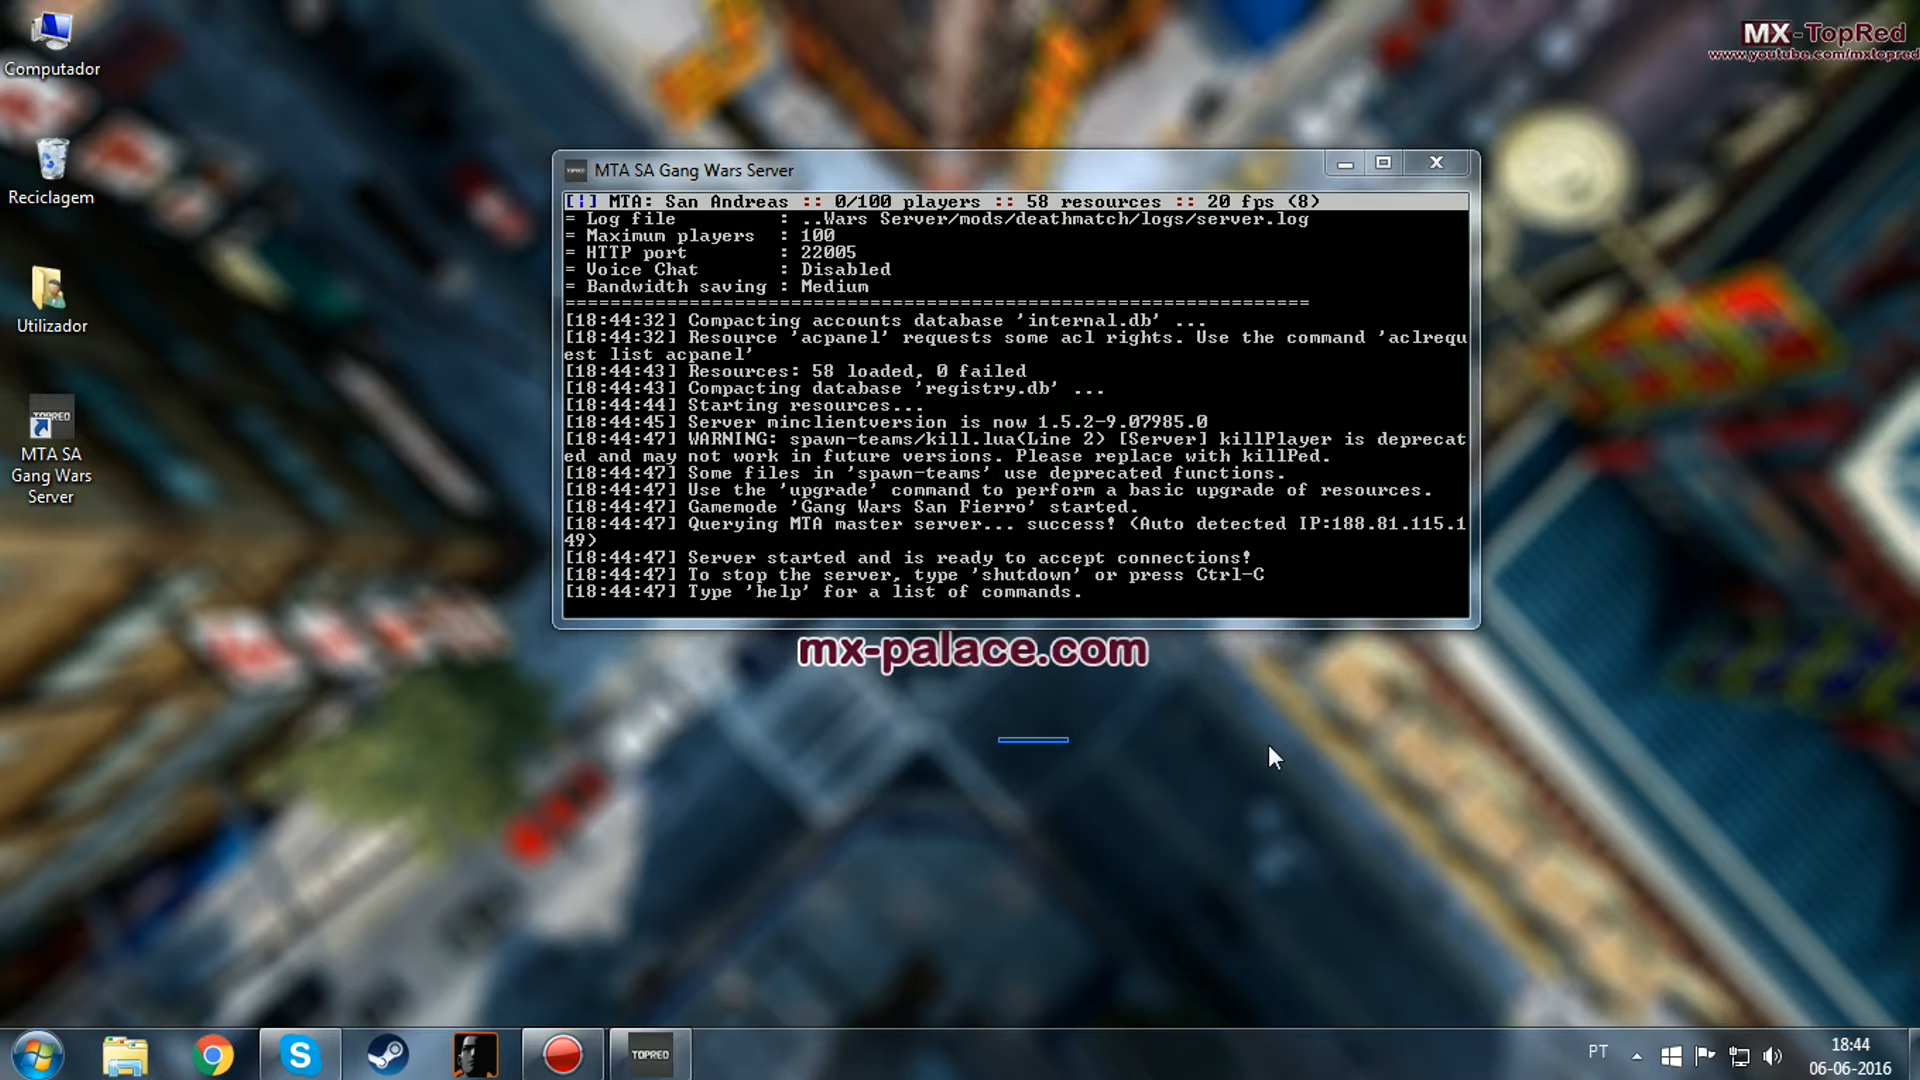 Computador
Reciclagem
Utilizador
TOPRED
MTA SA
Gang Wars
Server
MX-TopRed
www.youtube.com/mxtopred
MTA SA Gang Wars Server
[¦] MTA: San Andreas :: 0/100 players :: 58 resources :: 20 fps (8)
= Log file         : ..Wars Server/mods/deathmatch/logs/server.log
= Maximum players  : 100
= HTTP port        : 22005
= Voice Chat       : Disabled
= Bandwidth saving : Medium
==================================================================
[18:44:32] Compacting accounts database 'internal.db' ...
[18:44:32] Resource 'acpanel' requests some acl rights. Use the command 'aclrequ
est list acpanel'
[18:44:43] Resources: 58 loaded, 0 failed
[18:44:43] Compacting database 'registry.db' ...
[18:44:44] Starting resources...
[18:44:45] Server minclientversion is now 1.5.2-9.07985.0
[18:44:47] WARNING: spawn-teams/kill.lua(Line 2) [Server] killPlayer is deprecat
ed and may not work in future versions. Please replace with killPed.
[18:44:47] Some files in 'spawn-teams' use deprecated functions.
[18:44:47] Use the 'upgrade' command to perform a basic upgrade of resources.
[18:44:47] Gamemode 'Gang Wars San Fierro' started.
[18:44:47] Querying MTA master server... success! (Auto detected IP:188.81.115.1
49)
[18:44:47] Server started and is ready to accept connections!
[18:44:47] To stop the server, type 'shutdown' or press Ctrl-C
[18:44:47] Type 'help' for a list of commands.
mx-palace.com
TOPRED
PT
18:44
06-06-2016